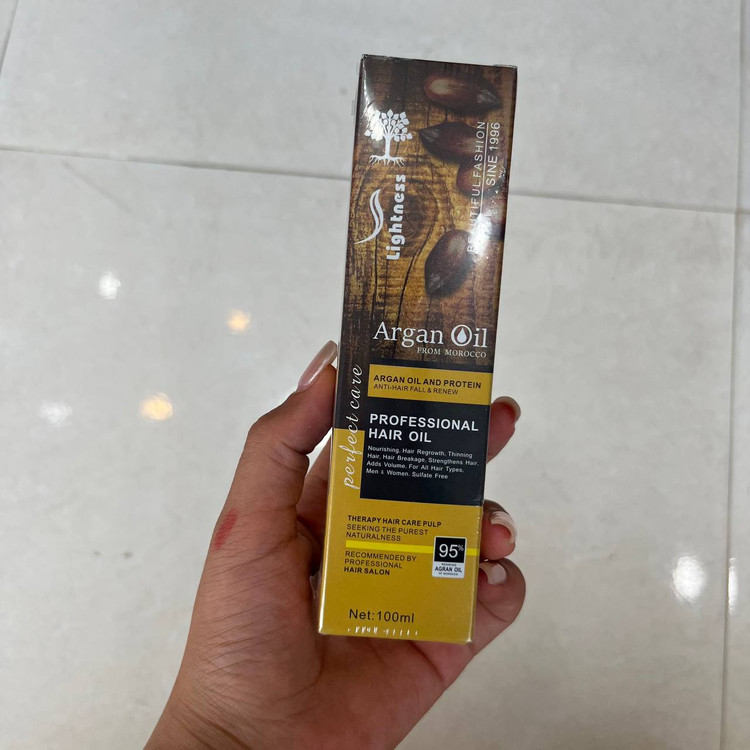 Lightness
BEAUTIFUL FASHION
SINE 1996
Argan Oil
FROM MOROCCO
ARGAN OIL AND PROTEIN
ANTI-HAIR FALL & RENEW
perfect care
PROFESSIONAL
HAIR OIL
Nourishing, Hair Regrowth, Thinning
Hair, Hair Breakage, Strengthens Hair,
Adds Volume. For All Hair Types,
Men & Women. Sulfate Free
THERAPY HAIR CARE PULP
SEEKING THE PUREST
NATURALNESS
RECOMMENDED BY
PROFESSIONAL
HAIR SALON
95%
AGRAN OIL
Net:100ml